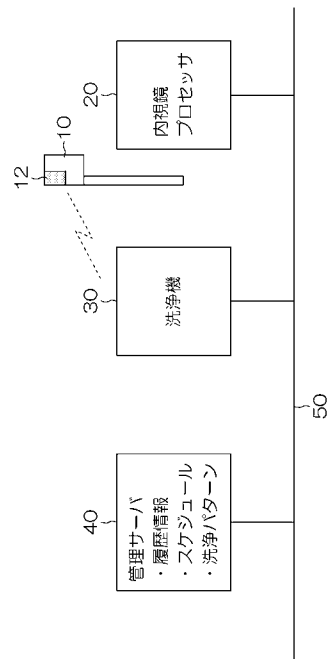 40
管理サーバ
・履歴情報
・スケジュール
・洗浄パターン
30
洗浄機
12
10
20
内視鏡
プロセッサ
50